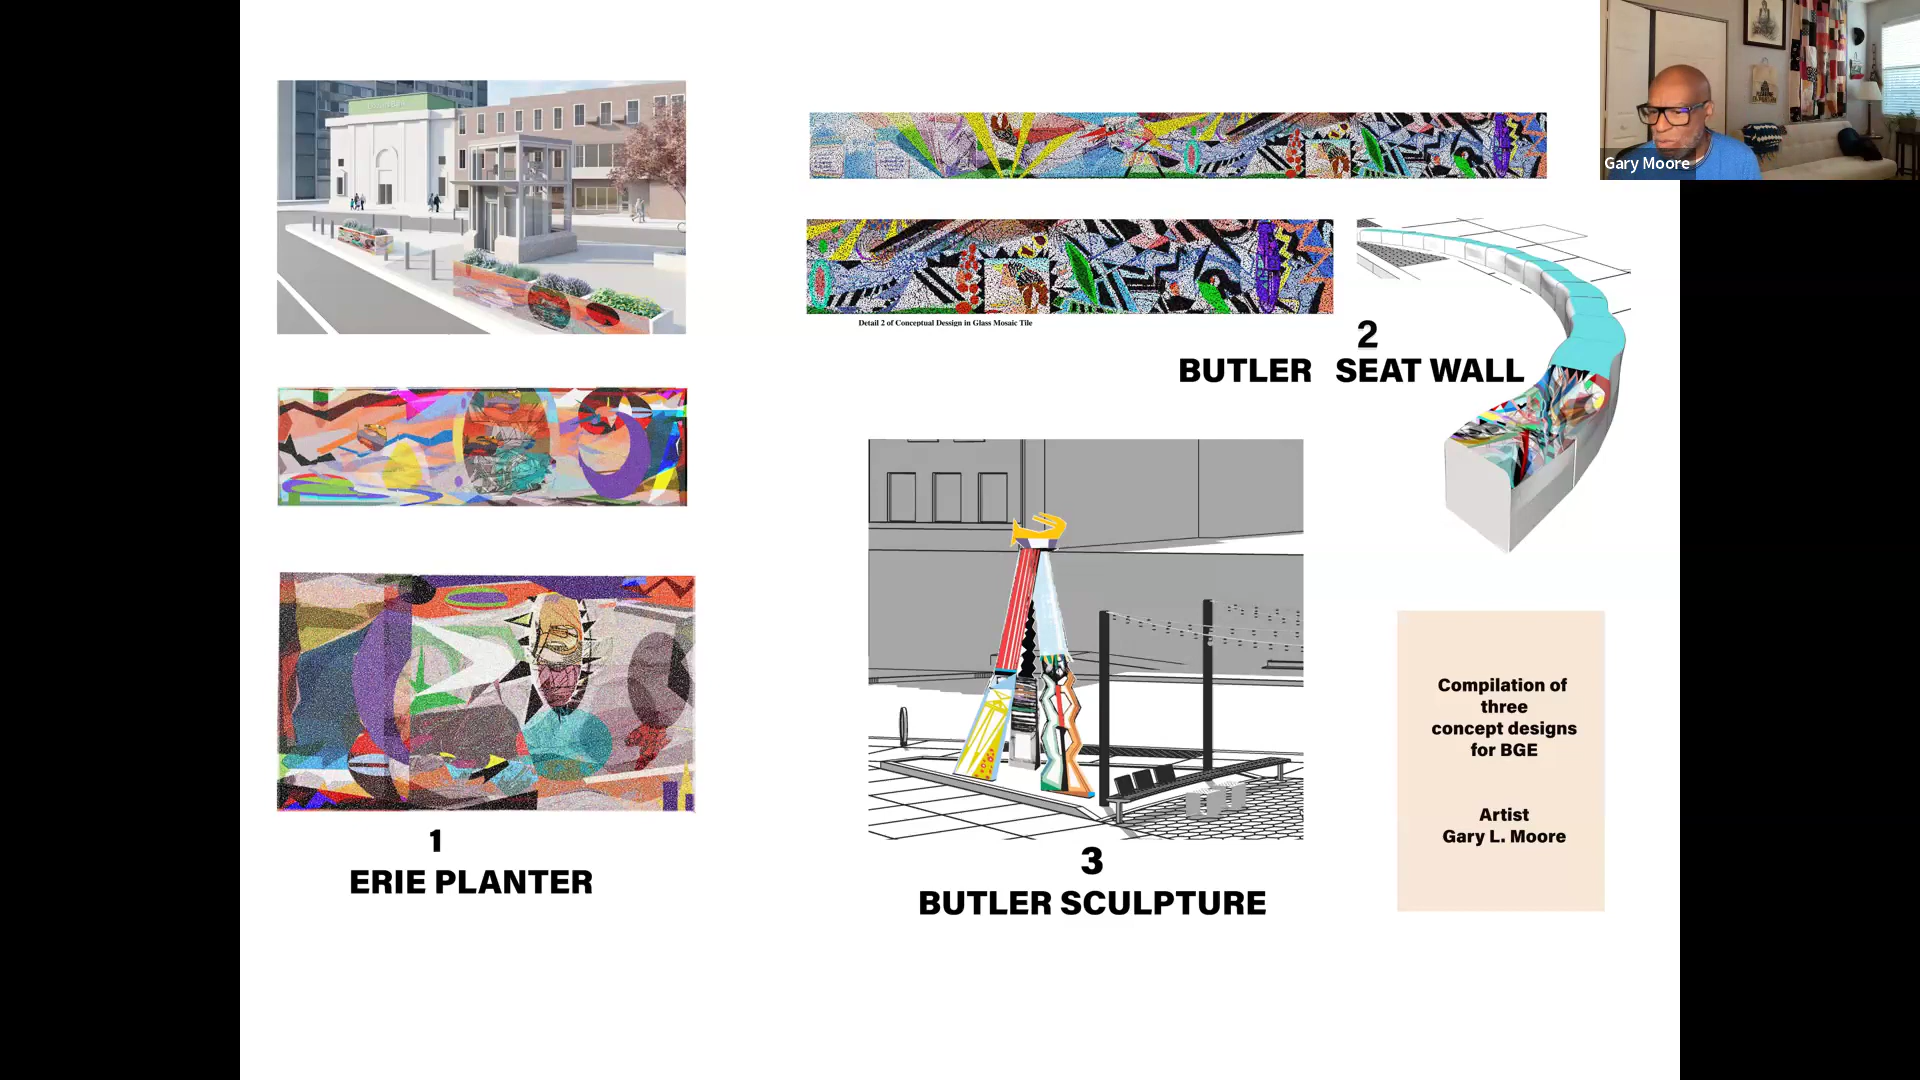 Gary Moore
Detail 2 of Conceptual Dessign in Glass Mosaic Tile
2
BUTLER SEAT WALL
1
ERIE PLANTER
3
BUTLER SCULPTURE
Compilation of
three
concept designs
for BGE
Artist
Gary L. Moore